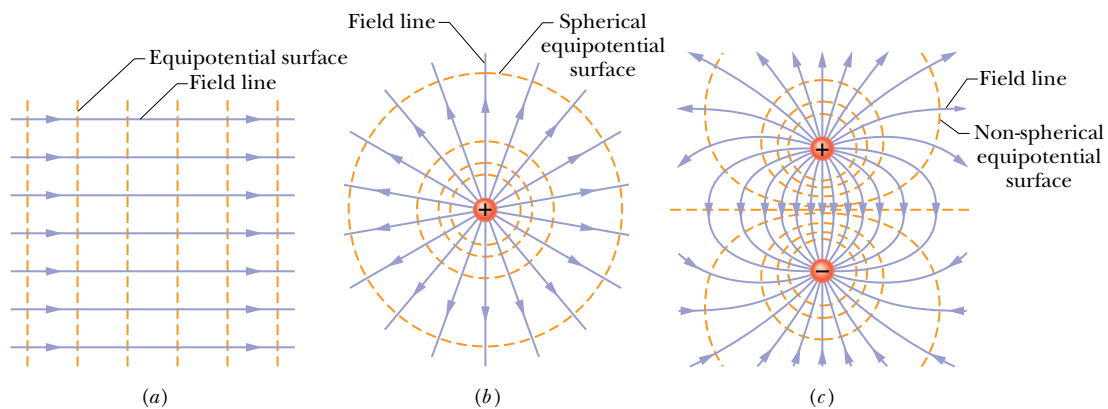 Equipotential surface
Field line
(a)
Field line
Spherical
equipotential
surface
+
(b)
Field line
Non-spherical
equipotential
surface
+
−
(c)